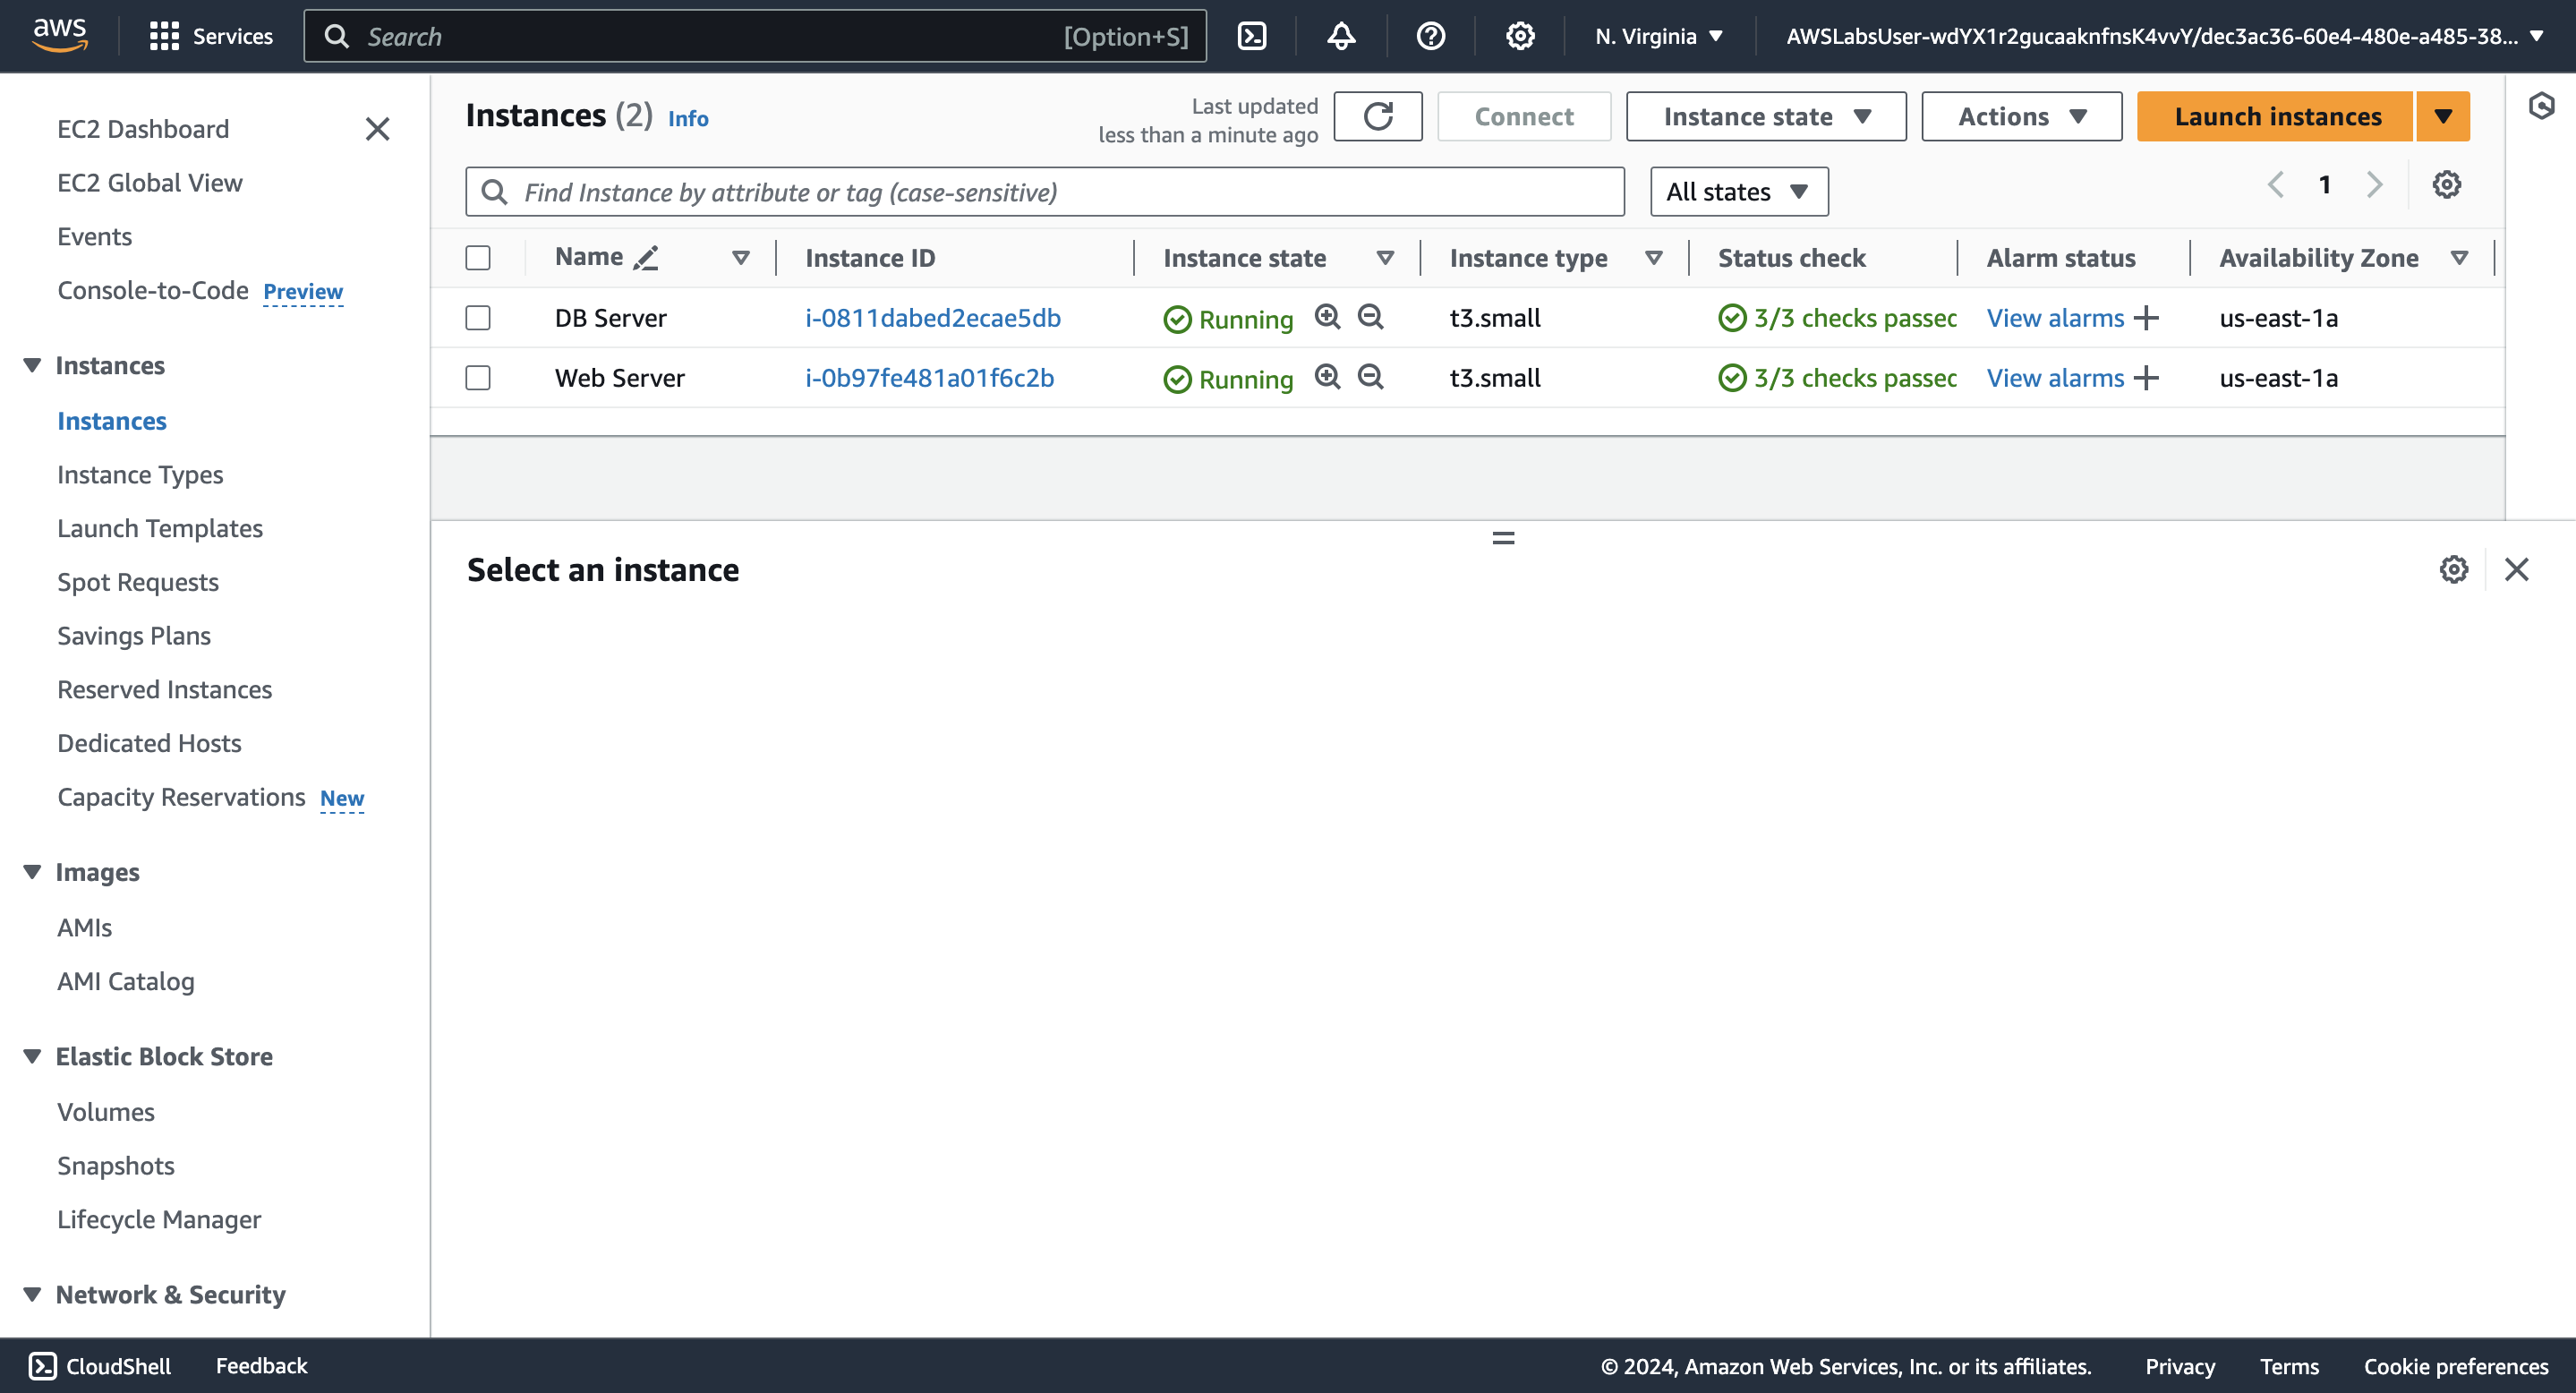 aws
Services
Search [Option+S]
N. Virginia
AWSLabsUser-wdYX1r2gucaaknfnsK4vvY/dec3ac36-60e4-480e-a485-38...
EC2 Dashboard
EC2 Global View
Events
Console-to-Code Preview
Instances
Instances
Instance Types
Launch Templates
Spot Requests
Savings Plans
Reserved Instances
Dedicated Hosts
Capacity Reservations New
Images
AMIs
AMI Catalog
Elastic Block Store
Volumes
Snapshots
Lifecycle Manager
Network & Security
Instances (2) Info
Last updated
less than a minute ago
Connect
Instance state
Actions
Launch instances
Find Instance by attribute or tag (case-sensitive)
All states
1
Name Instance ID Instance state Instance type Status check Alarm status Availability Zone
DB Server i-0811dabed2ecae5db Running t3.small 3/3 checks passed View alarms us-east-1a
Web Server i-0b97fe481a01f6c2b Running t3.small 3/3 checks passed View alarms us-east-1a
Select an instance
CloudShell Feedback © 2024, Amazon Web Services, Inc. or its affiliates. Privacy Terms Cookie preferences